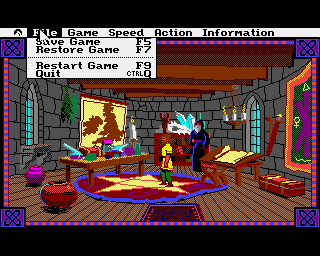 File Game Speed Action Information
Save Game F5
Restore Game F7
Restart Game F9
Quit CTRL Q